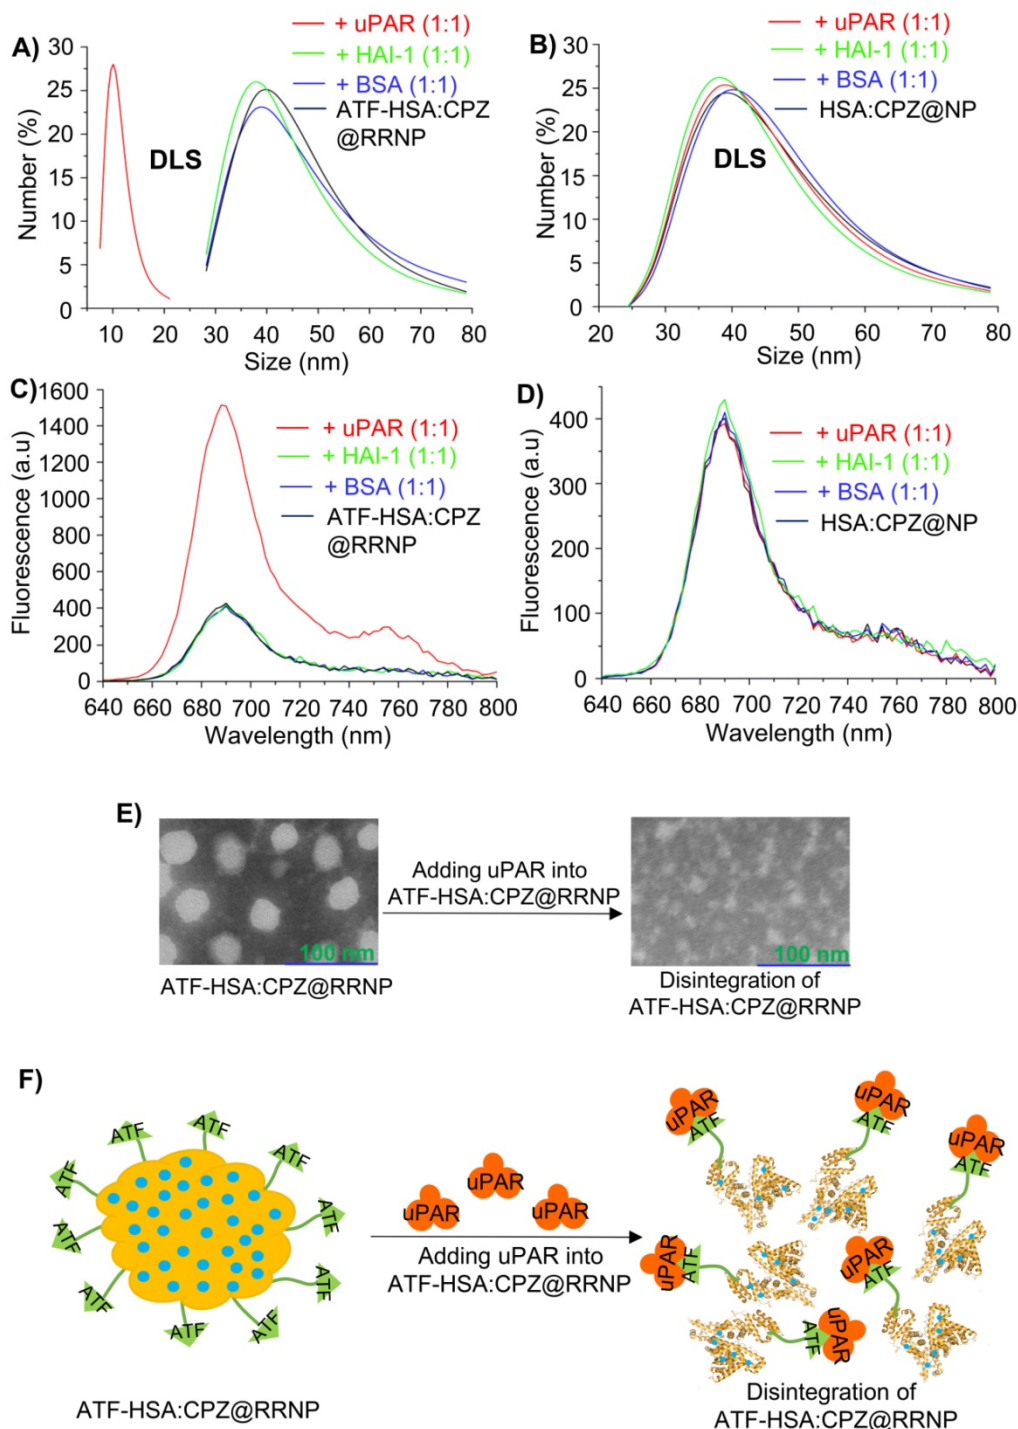 A)
+ uPAR (1:1)
+ HAI-1 (1:1)
+ BSA (1:1)
ATF-HSA:CPZ
@RRNP
DLS
Number (%)
30
25
20
15
10
5
0
10 20 30 40 50 60 70 80
Size (nm)
B)
+ uPAR (1:1)
+ HAI-1 (1:1)
+ BSA (1:1)
HSA:CPZ@NP
DLS
Number (%)
30
25
20
15
10
5
0
20 30 40 50 60 70 80
Size (nm)
C)
+ uPAR (1:1)
+ HAI-1 (1:1)
+ BSA (1:1)
ATF-HSA:CPZ
@RRNP
Fluorescence (a.u)
1600
1400
1200
1000
800
600
400
200
0
640 660 680 700 720 740 760 780 800
Wavelength (nm)
D)
+ uPAR (1:1)
+ HAI-1 (1:1)
+ BSA (1:1)
HSA:CPZ@NP
Fluorescence (a.u)
400
300
200
100
0
640 660 680 700 720 740 760 780 800
Wavelength (nm)
E)
100 nm
ATF-HSA:CPZ@RRNP
Adding uPAR into
ATF-HSA:CPZ@RRNP
100 nm
Disintegration of
ATF-HSA:CPZ@RRNP
F)
ATF
ATF
ATF
ATF
ATF
ATF
ATF
ATF
ATF
ATF
ATF-HSA:CPZ@RRNP
uPAR
uPAR
uPAR
Adding uPAR into
ATF-HSA:CPZ@RRNP
uPAR
ATF
uPAR
ATF
uPAR
ATF
uPAR
ATF
uPAR
ATF
uPAR
ATF
Disintegration of
ATF-HSA:CPZ@RRNP